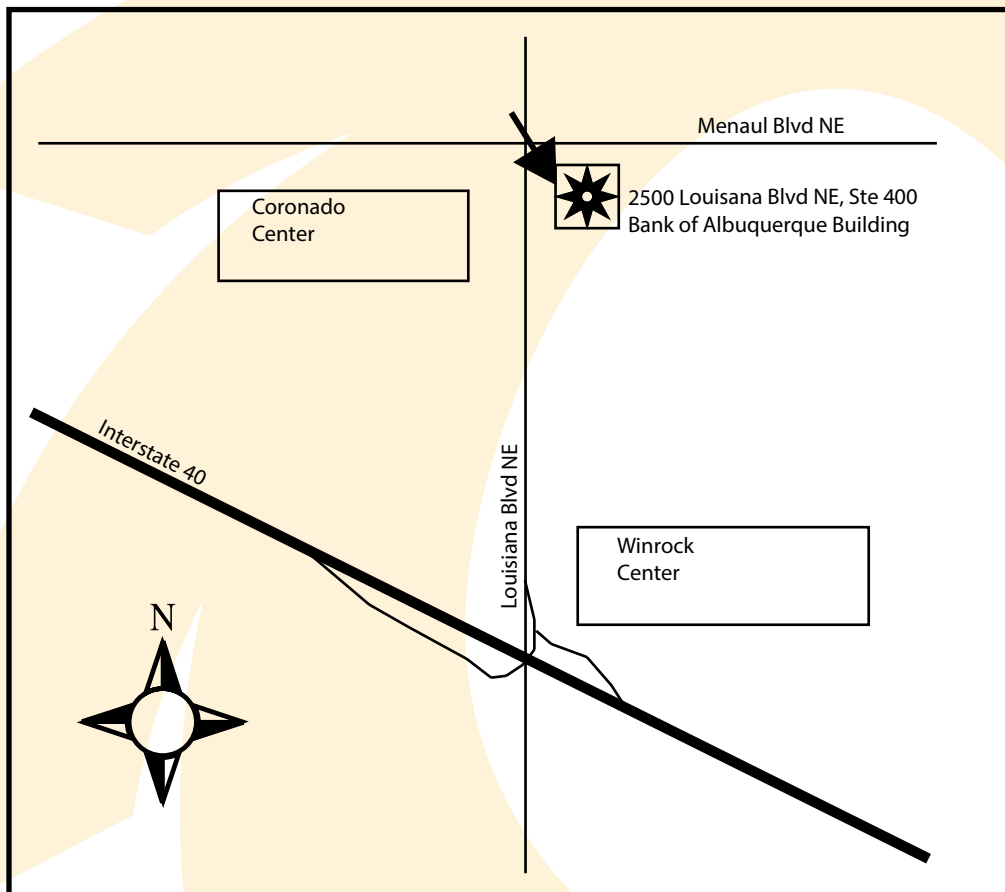 Menaul Blvd NE
2500 Louisana Blvd NE, Ste 400
Bank of Albuquerque Building
Coronado
Center
Interstate 40
Louisiana Blvd NE
Winrock
Center
N